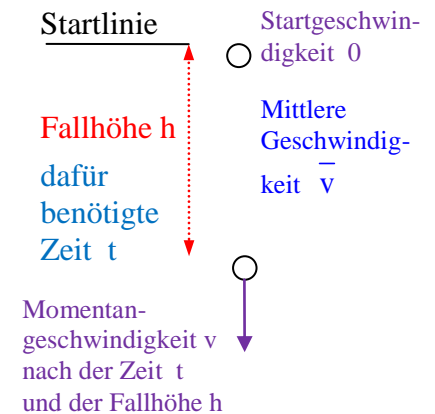 Startlinie
Startgeschwin-
digkeit 0
Fallhöhe h
dafür
benötigte
Zeit t
Mittlere
Geschwindig-
keit v̅
Momentan-
geschwindigkeit v
nach der Zeit t
und der Fallhöhe h